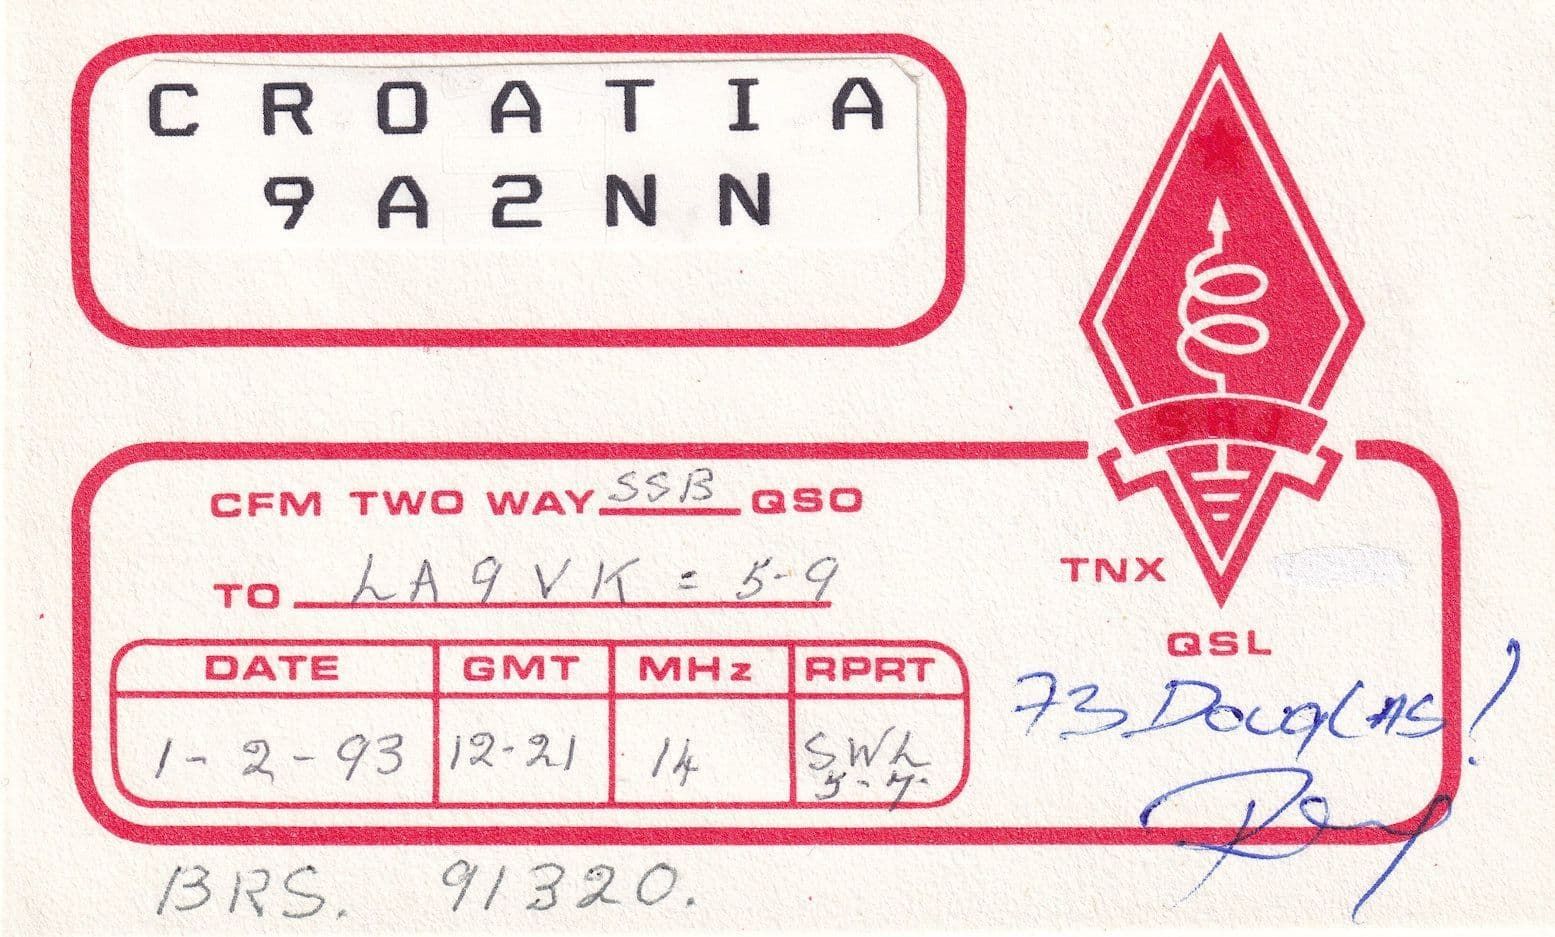 CROATIA
9A2NN
SRJ
CFM TWO WAY SSB QSO
TO LA9VK = 5-9
TNX
QSL
DATE GMT MHz RPRT
1-2-93 12-21 14 SWL
5-7-
73 Douglas!
BRS. 91320.